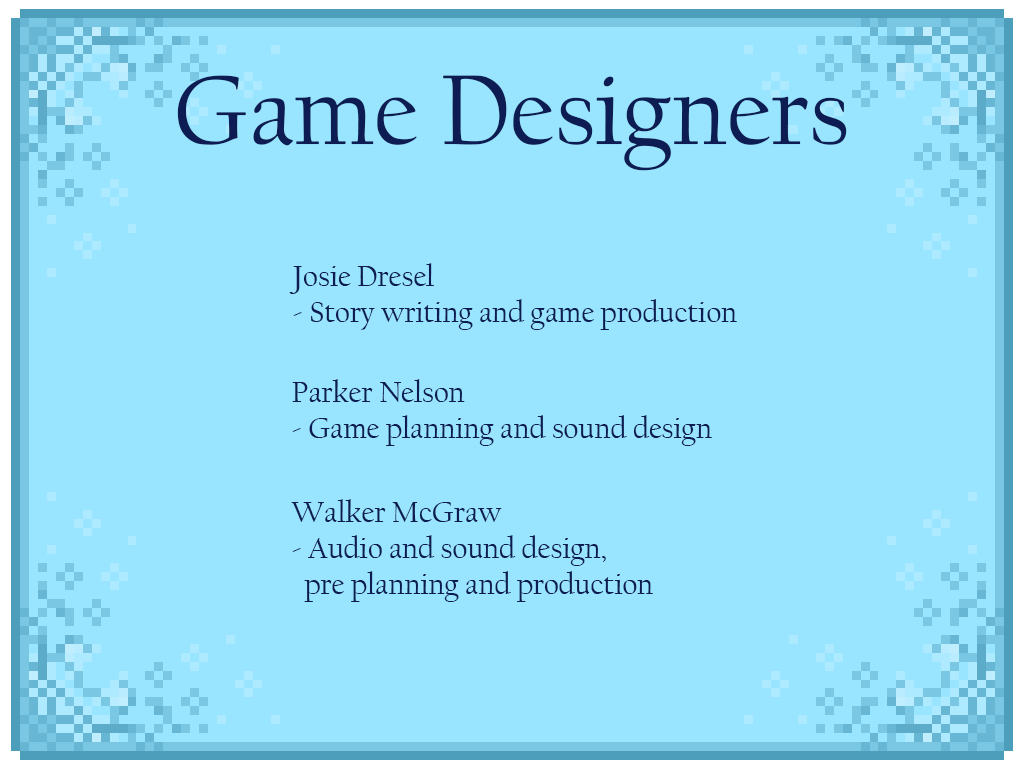 Game Designers
Josie Dresel
- Story writing and game production
Parker Nelson
- Game planning and sound design
Walker McGraw
- Audio and sound design,
pre planning and production